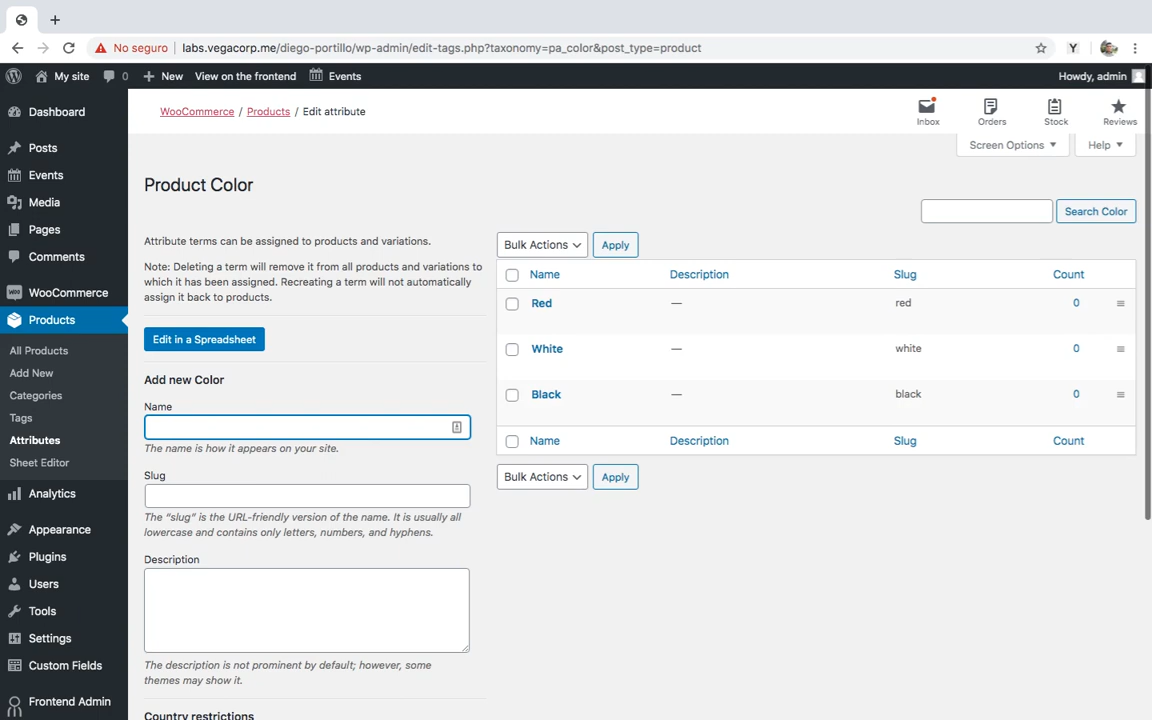 No seguro
labs.vegacorp.me/diego-portillo/wp-admin/edit-tags.php?taxonomy=pa_color&post_type=product
My site 0 New View on the frontend Events
Howdy, admin
Dashboard
Posts
Events
Media
Pages
Comments
WooCommerce
Products
All Products
Add New
Categories
Tags
Attributes
Sheet Editor
Analytics
Appearance
Plugins
Users
Tools
Settings
Custom Fields
Frontend Admin
WooCommerce / Products / Edit attribute
Inbox Orders Stock Reviews
Screen Options Help
Product Color
Search Color
Attribute terms can be assigned to products and variations.
Note: Deleting a term will remove it from all products and variations to
which it has been assigned. Recreating a term will not automatically
assign it back to products.
Edit in a Spreadsheet
Add new Color
Name
The name is how it appears on your site.
Slug
The “slug” is the URL-friendly version of the name. It is usually all
lowercase and contains only letters, numbers, and hyphens.
Description
The description is not prominent by default; however, some
themes may show it.
Country restrictions
Bulk Actions Apply
Name Description Slug Count
Red — red 0
White — white 0
Black — black 0
Name Description Slug Count
Bulk Actions Apply